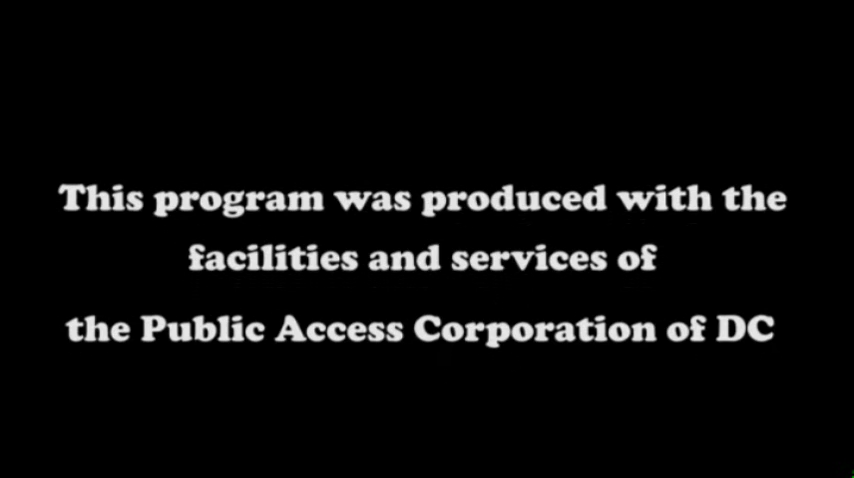 This program was produced with the
facilities and services of
the Public Access Corporation of DC